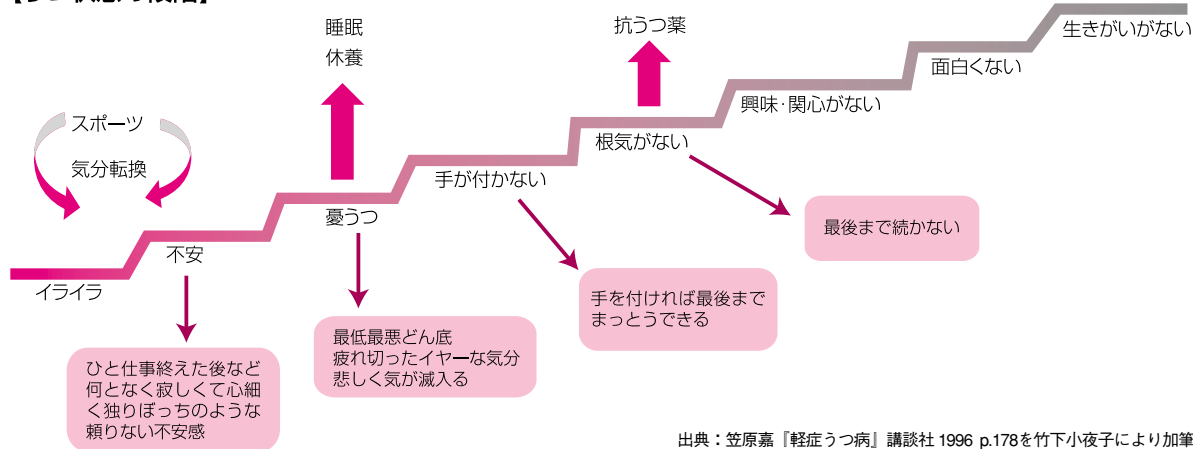 睡眠
休養
抗うつ薬
スポーツ
気分転換
イライラ
不安
憂うつ
手が付かない
根気がない
興味・関心がない
面白くない
生きがいがない
ひと仕事終えた後など
何となく寂しくて心細
く独りぼっちのような
頼りない不安感
最低最悪どん底
疲れ切ったイヤーな気分
悲しく気が滅入る
手を付ければ最後まで
まっとうできる
最後まで続かない
出典：笠原嘉『軽症うつ病』講談社 1996 p.178を竹下小夜子により加筆